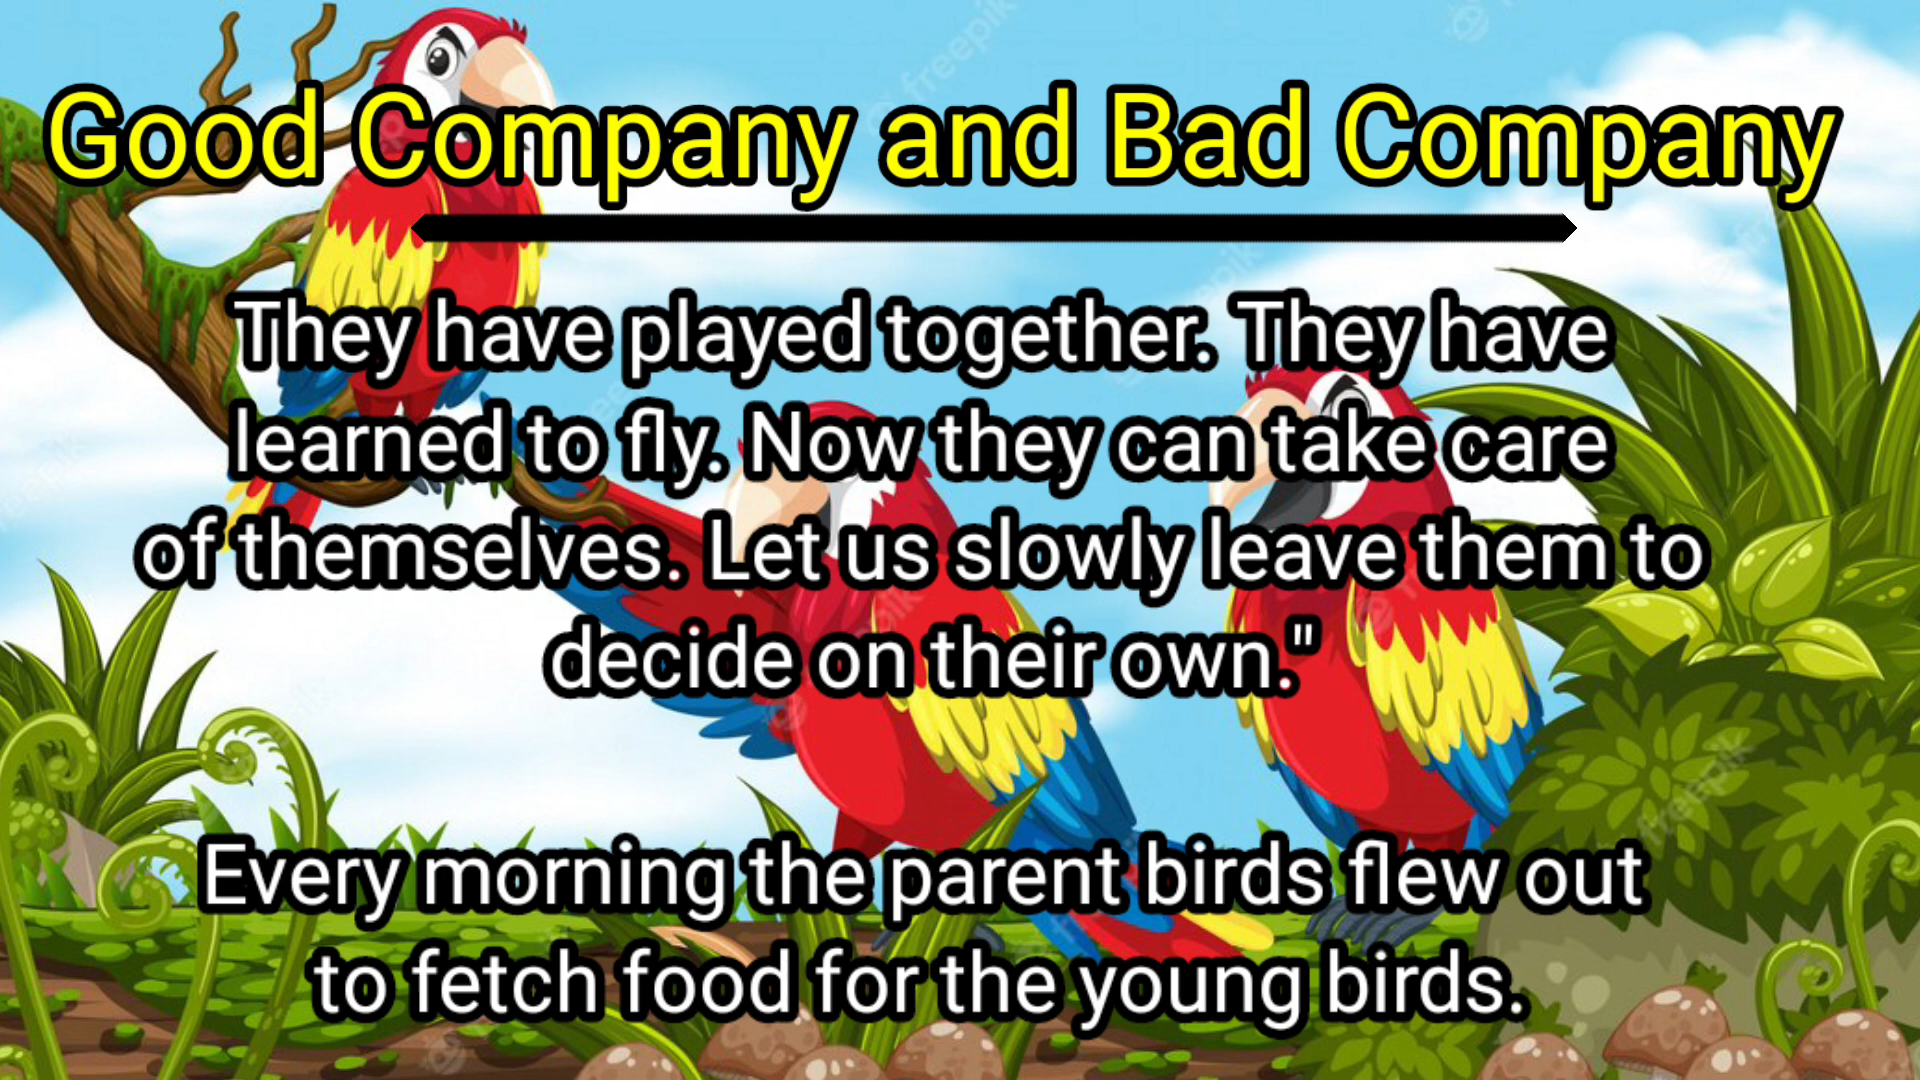 Good Company and Bad Company
They have played together. They have
learned to fly. Now they can take care
of themselves. Let us slowly leave them to
decide on their own."
Every morning the parent birds flew out
to fetch food for the young birds.
freepik